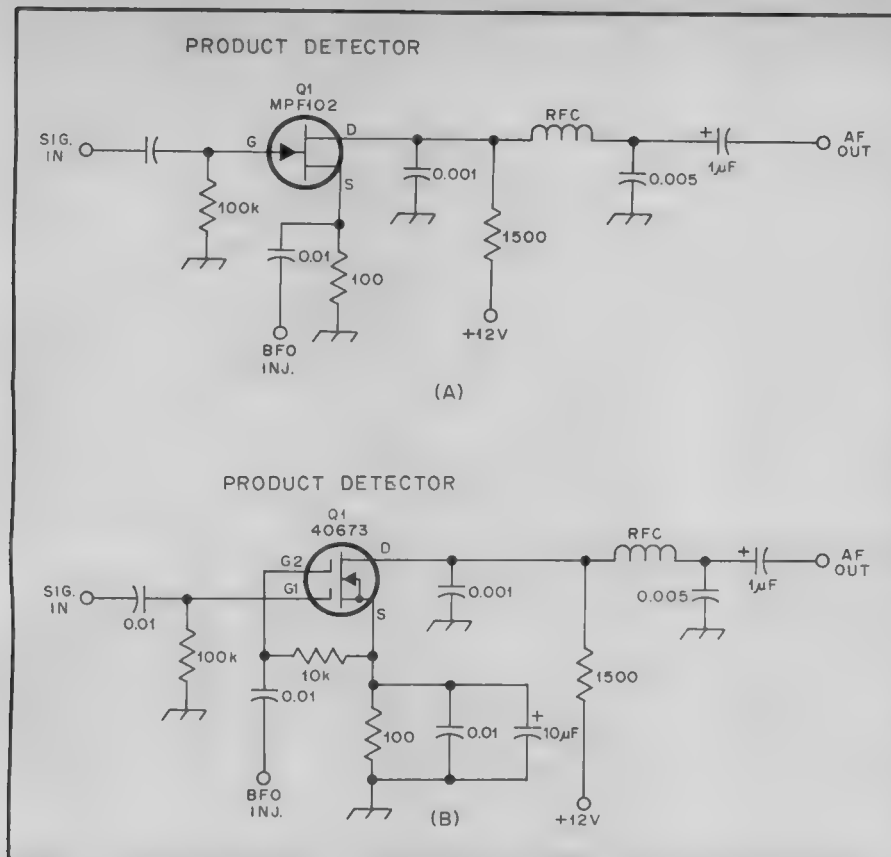 PRODUCT DETECTOR
Q1
MPF102
SIG.
IN
G
D
S
100k
0.01
100
BFO
INJ.
0.001
1500
+12V
RFC
0.005
+
1µF
AF
OUT
(A)
PRODUCT DETECTOR
Q1
40673
SIG.
IN
0.01
100k
G2
G1
D
S
10k
0.01
BFO
INJ.
100
0.01
+
10µF
0.001
1500
+12V
RFC
0.005
+
1µF
AF
OUT
(B)